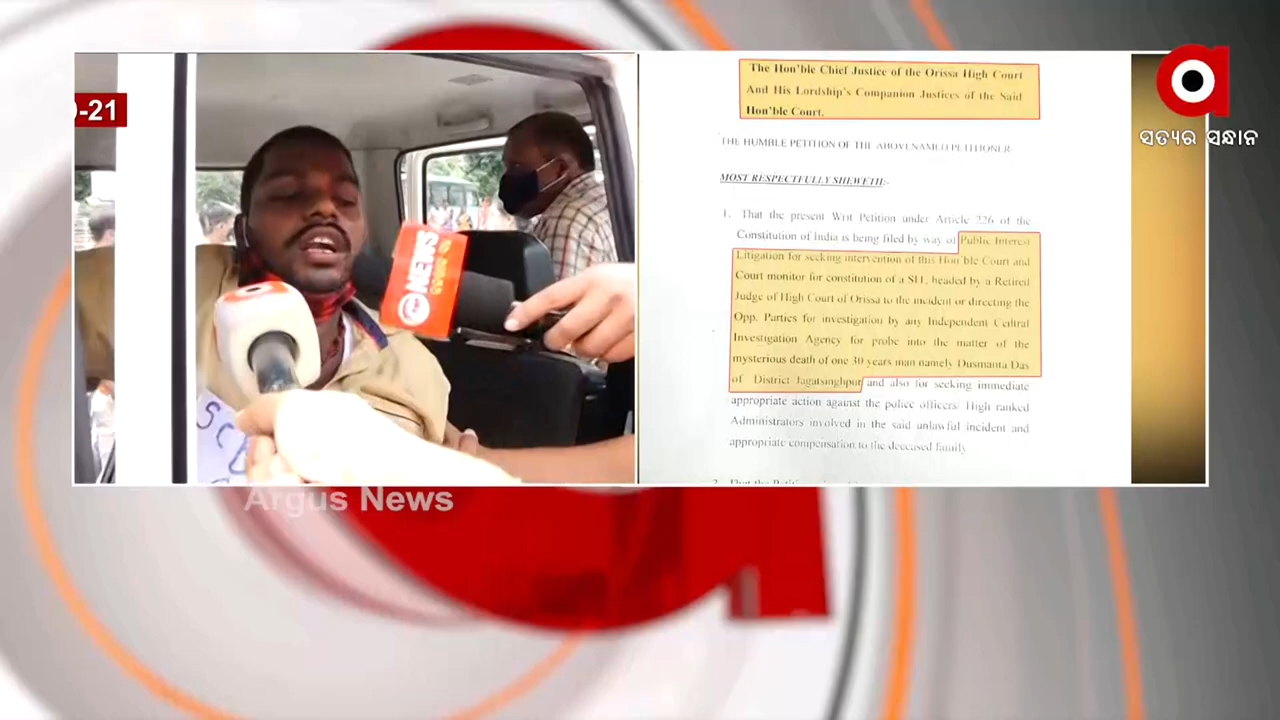 -21
ସତ୍ୟର ସନ୍ଧାନ
NEWS
Argus News
The Hon'ble Chief Justice of the Orissa High Court
And His Lordship's Companion Justices of the Said
Hon'ble Court.
THE HUMBLE PETITION OF THE ABOVENAMED PETITIONER-
MOST RESPECTFULLY SHEWETH:-
1. That the present Writ Petition under Article 226 of the
Constitution of India is being filed by way of Public Interest
Litigation for seeking intervention of this Hon'ble Court and
Court monitor for constitution of a SIT, headed by a Retired
Judge of High Court of Orissa to the incident or directing the
Opp. Parties for investigation by any Independent Central
Investigation Agency for probe into the matter of the
mysterious death of one 30 years man namely Dusmanta Das
of District Jagatsinghpur and also for seeking immediate
appropriate action against the police officers/ High ranked
Administrators involved in the said unlawful incident and
appropriate compensation to the deceased family